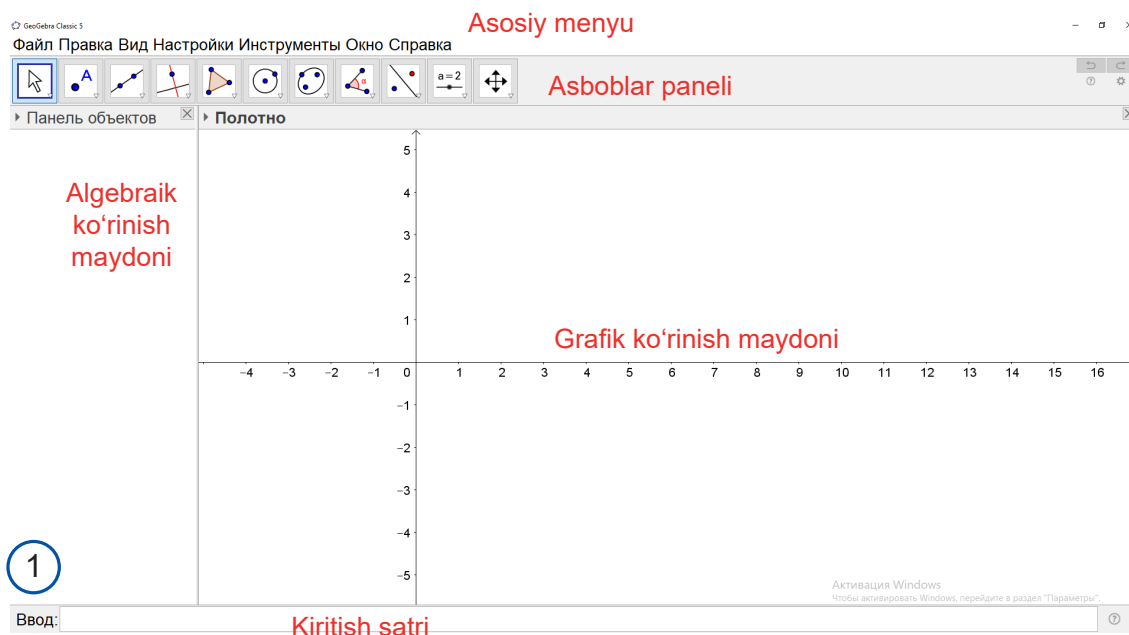 GeoGebra Classic 5
Asosiy menyu
Файл Правка Вид Настройки Инструменты Окно Справка
A
α
a=2
Asboblar paneli
Панель объектов
Полотно
Algebraik
ko‘rinish
maydoni
5
4
3
2
1
Grafik ko‘rinish maydoni
−4 −3 −2 −1 0 1 2 3 4 5 6 7 8 9 10 11 12 13 14 15 16
−1
−2
−3
−4
−5
1
Активация Windows
Чтобы активировать Windows, перейдите в раздел "Параметры".
Ввод:
Kiritish satri